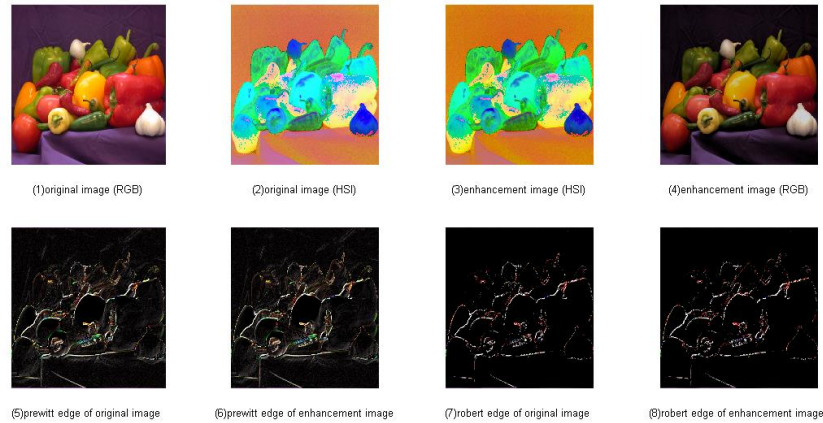 (1)original image (RGB)
(2)original image (HSI)
(3)enhancement image (HSI)
(4)enhancement image (RGB)
(5)prewitt edge of original image
(6)prewitt edge of enhancement image
(7)robert edge of original image
(8)robert edge of enhancement image